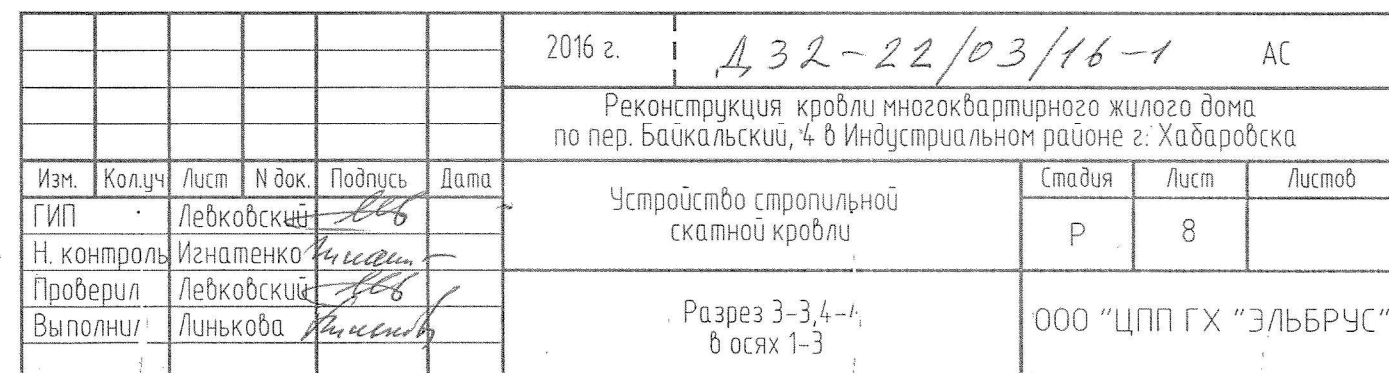 2016 г. Д32-22/03/16-1 АС
Реконструкция кровли многоквартирного жилого дома
по пер. Байкальский, 4 в Индустриальном районе г. Хабаровска
Изм. Кол.уч Лист N док. Подпись Дата
Устройство стропильной
скатной кровли
Стадия Лист Листов
Р 8
ГИП Левковский
Н. контроль Игнатенко
Проверил Левковский
Выполнил Линькова
Разрез 3-3,4-4
в осях 1-3
ООО "ЦПП ГХ "ЭЛЬБРУС"